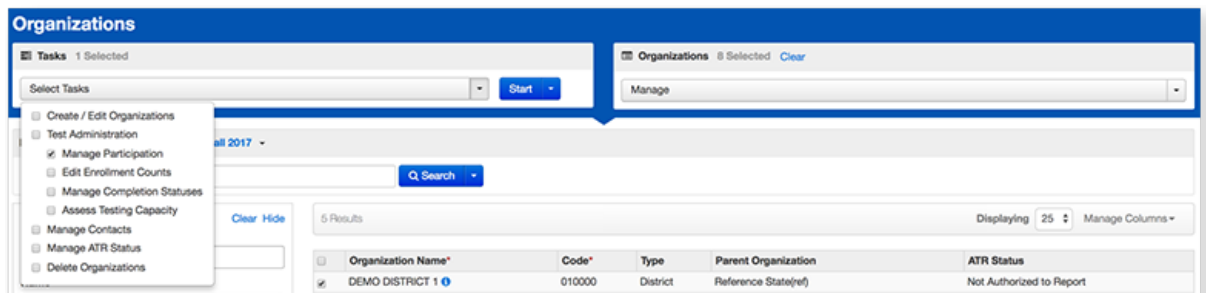 Organizations
Tasks 1 Selected
Organizations 8 Selected Clear
Select Tasks
Start
Manage
Create / Edit Organizations
Test Administration
Manage Participation
Edit Enrollment Counts
Manage Completion Statuses
Assess Testing Capacity
Manage Contacts
Manage ATR Status
Delete Organizations
all 2017
Search
Clear Hide
5 Results
Displaying 25 Manage Columns
Organization Name* Code* Type Parent Organization ATR Status
DEMO DISTRICT 1 010000 District Reference State(ref) Not Authorized to Report